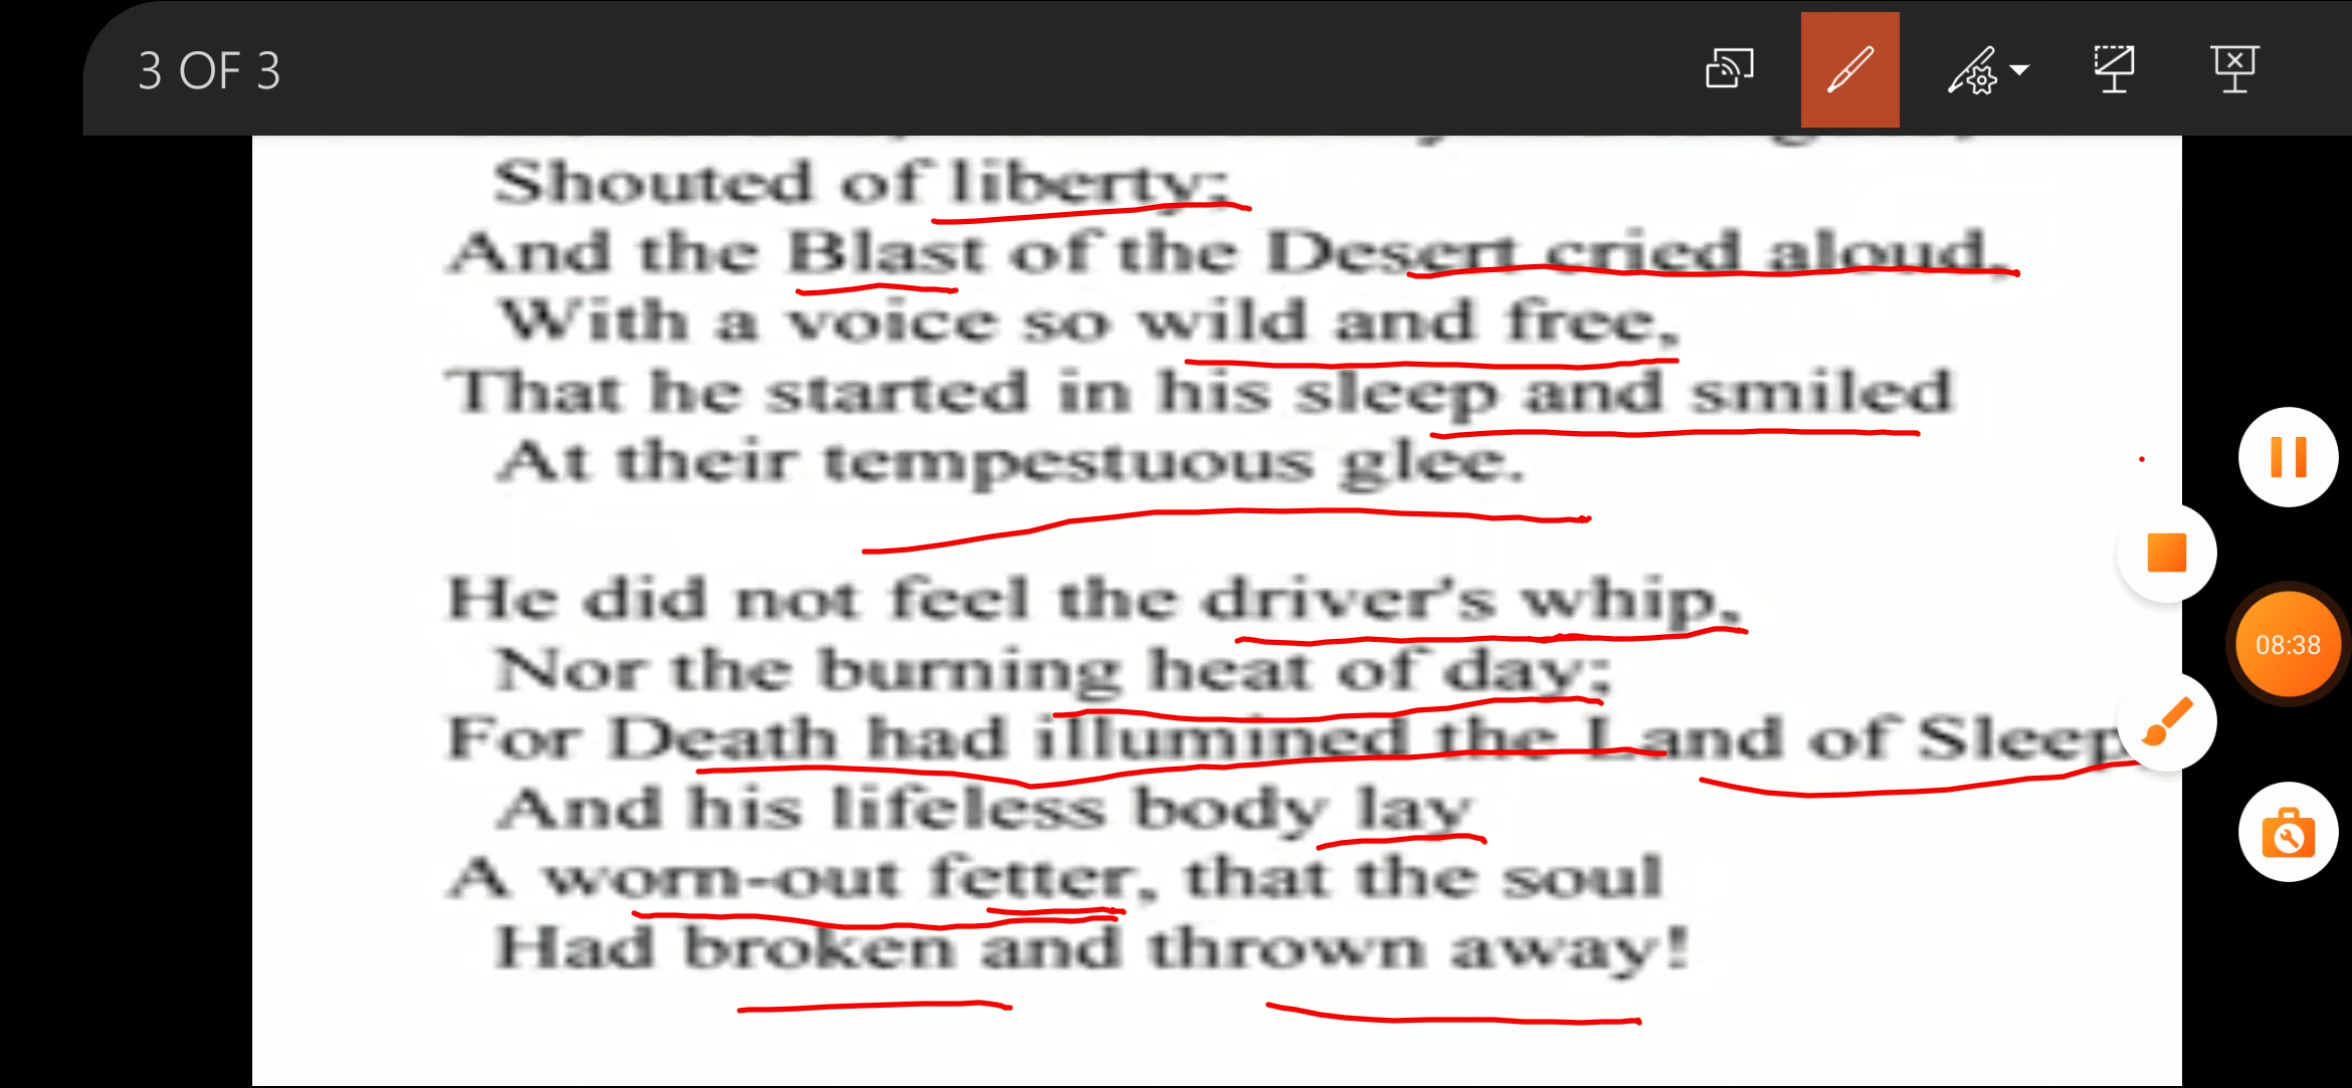 3 OF 3
Shouted of liberty;
And the Blast of the Desert cried aloud,
With a voice so wild and free,
That he started in his sleep and smiled
At their tempestuous glee.
He did not feel the driver's whip,
Nor the burning heat of day;
For Death had illumined the Land of Sleep
And his lifeless body lay
A worn-out fetter, that the soul
Had broken and thrown away!
08:38